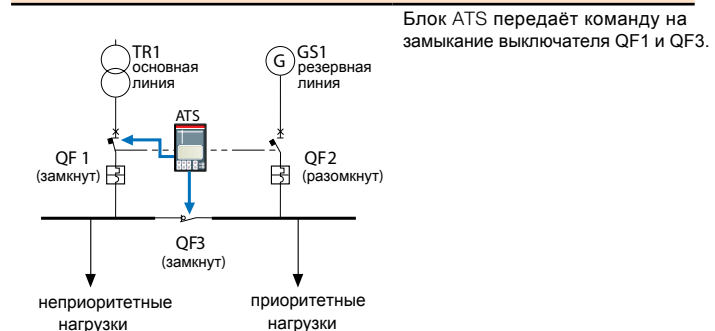 Блок ATS передаёт команду на
замыкание выключателя QF1 и QF3.
TR1
основная
линия
G
GS1
резервная
линия
ATS
QF 1
(замкнут)
QF2
(разомкнут)
QF3
(замкнут)
неприоритетные
нагрузки
приоритетные
нагрузки